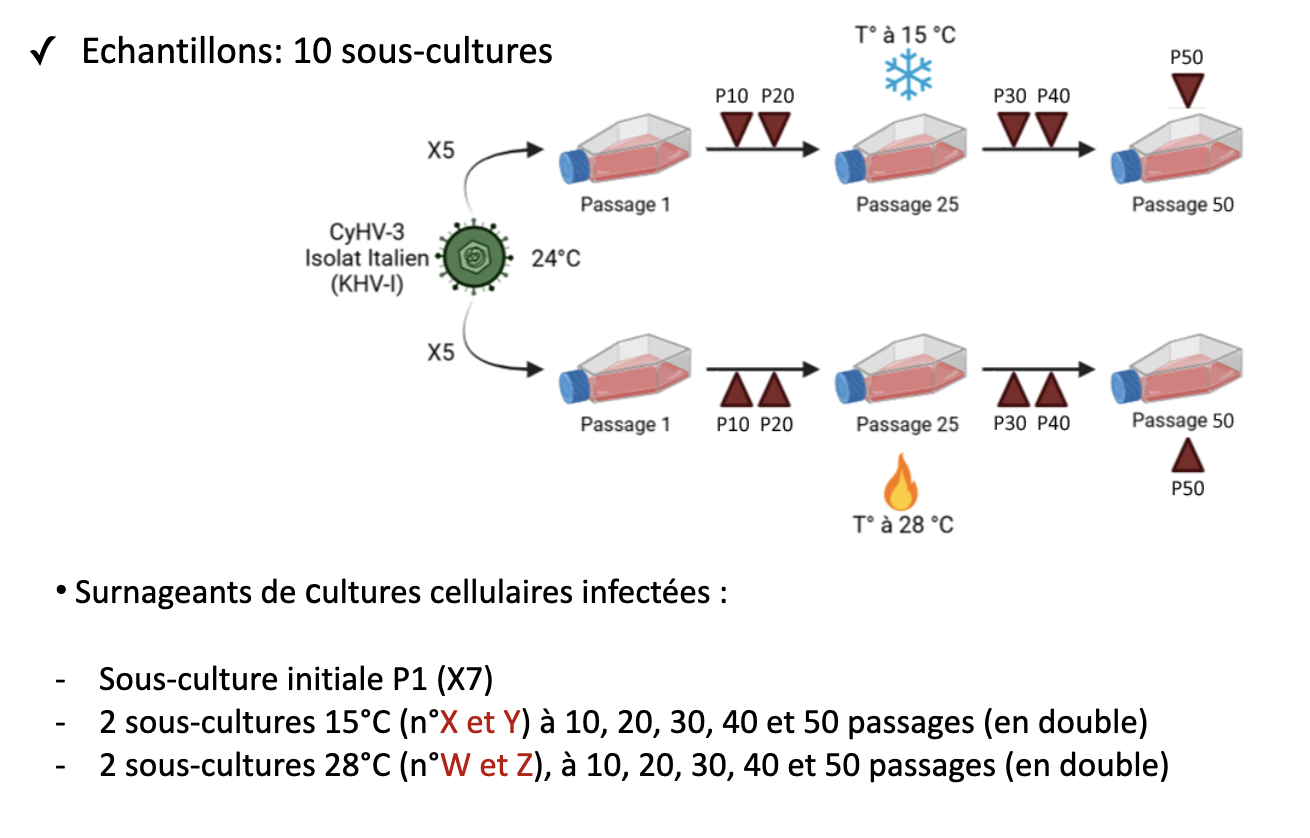 ✓ Echantillons: 10 sous-cultures
T° à 15 °C
P50
P10 P20
P30 P40
X5
Passage 1
Passage 25
Passage 50
CyHV-3
Isolat Italien
(KHV-I)
24°C
X5
Passage 1
P10 P20
Passage 25
P30 P40
Passage 50
P50
T° à 28 °C
• Surnageants de cultures cellulaires infectées :
- Sous-culture initiale P1 (X7)
- 2 sous-cultures 15°C (n°X et Y) à 10, 20, 30, 40 et 50 passages (en double)
- 2 sous-cultures 28°C (n°W et Z), à 10, 20, 30, 40 et 50 passages (en double)